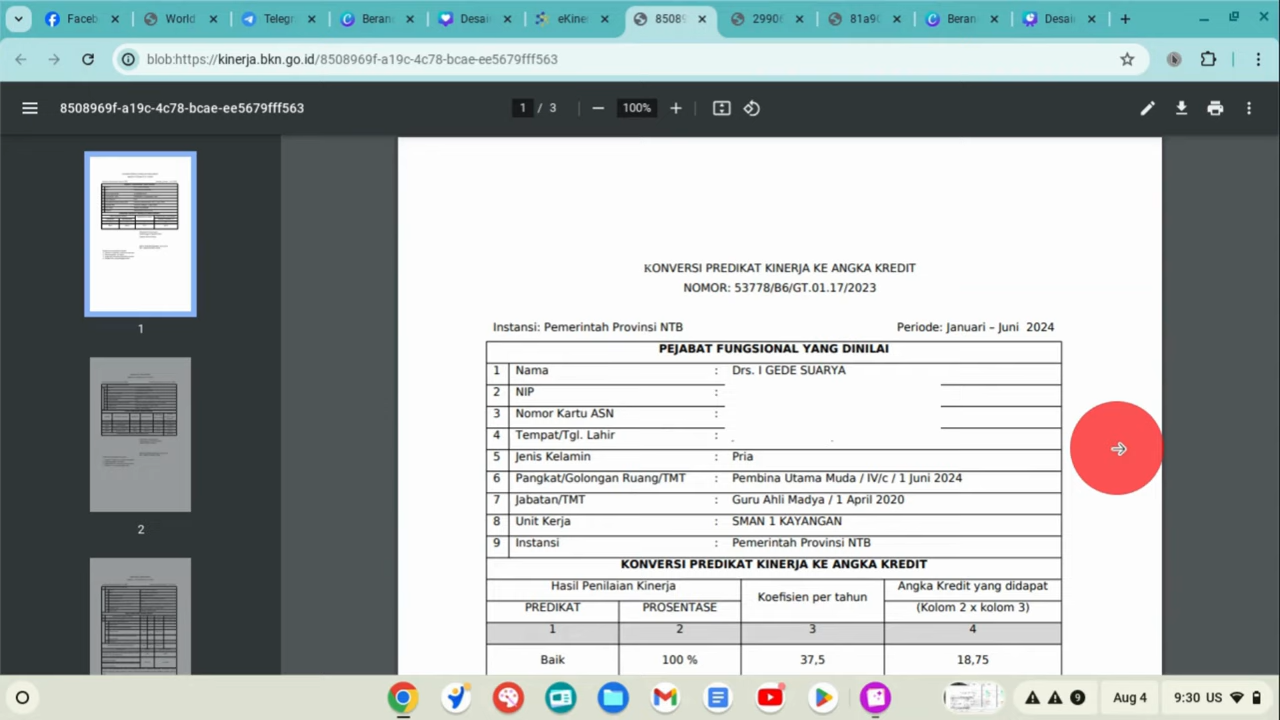 Faceb
World
Telegr
Beran
Desai
eKine
8508
2990
81a9
Beran
Desai
blob:https://kinerja.bkn.go.id/8508969f-a19c-4c78-bcae-ee5679fff563
8508969f-a19c-4c78-bcae-ee5679fff563
1 / 3
100%
1
2
KONVERSI PREDIKAT KINERJA KE ANGKA KREDIT
NOMOR: 53778/B6/GT.01.17/2023
Instansi: Pemerintah Provinsi NTB Periode: Januari – Juni 2024
PEJABAT FUNGSIONAL YANG DINILAI
1 Nama : Drs. I GEDE SUARYA
2 NIP :
3 Nomor Kartu ASN :
4 Tempat/Tgl. Lahir :
5 Jenis Kelamin : Pria
6 Pangkat/Golongan Ruang/TMT : Pembina Utama Muda / IV/c / 1 Juni 2024
7 Jabatan/TMT : Guru Ahli Madya / 1 April 2020
8 Unit Kerja : SMAN 1 KAYANGAN
9 Instansi : Pemerintah Provinsi NTB
KONVERSI PREDIKAT KINERJA KE ANGKA KREDIT
Hasil Penilaian Kinerja Koefisien per tahun Angka Kredit yang didapat
PREDIKAT PROSENTASE (Kolom 2 x kolom 3)
1 2 3 4
Baik 100 % 37,5 18,75
9
Aug 4
9:30 US